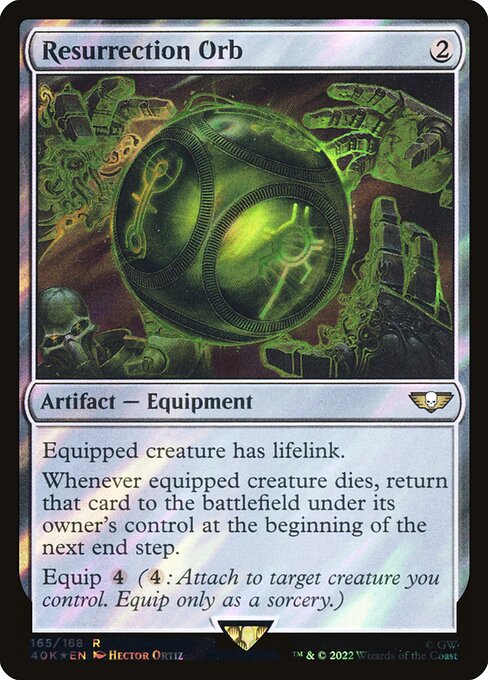 Resurrection Orb 2
Artifact — Equipment
Equipped creature has lifelink.
Whenever equipped creature dies, return
that card to the battlefield under its
owner's control at the beginning of the
next end step.
Equip 4 (4: Attach to target creature you
control. Equip only as a sorcery.)
165/168 R
40K★EN Hector Ortiz
© GW
™ & © 2022 Wizards of the Coast